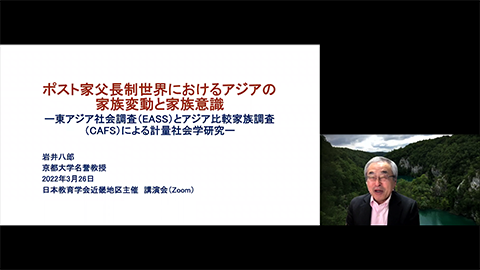 ポスト家父長制世界におけるアジアの
家族変動と家族意識
ー東アジア社会調査(EASS)とアジア比較家族調査
(CAFS)による計量社会学研究ー
岩井八郎
京都大学名誉教授
2022年3月26日
日本教育学会近畿地区主催 講演会(Zoom)